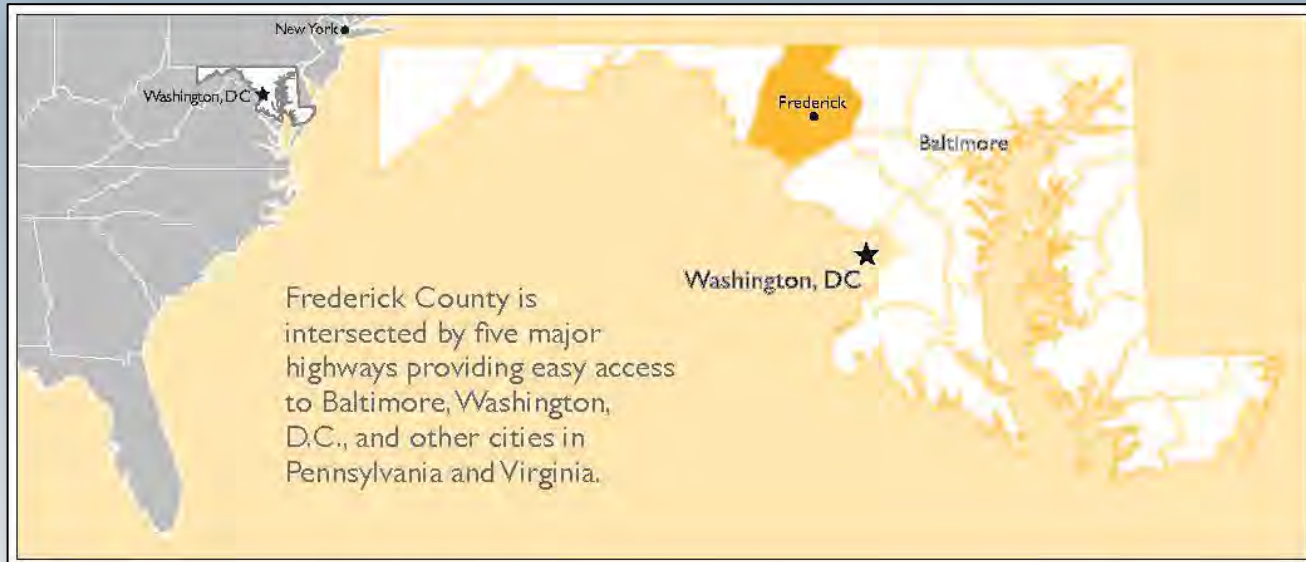 New York
Washington, DC
Frederick
Baltimore
Washington, DC
Frederick County is
intersected by five major
highways providing easy access
to Baltimore, Washington,
D.C., and other cities in
Pennsylvania and Virginia.